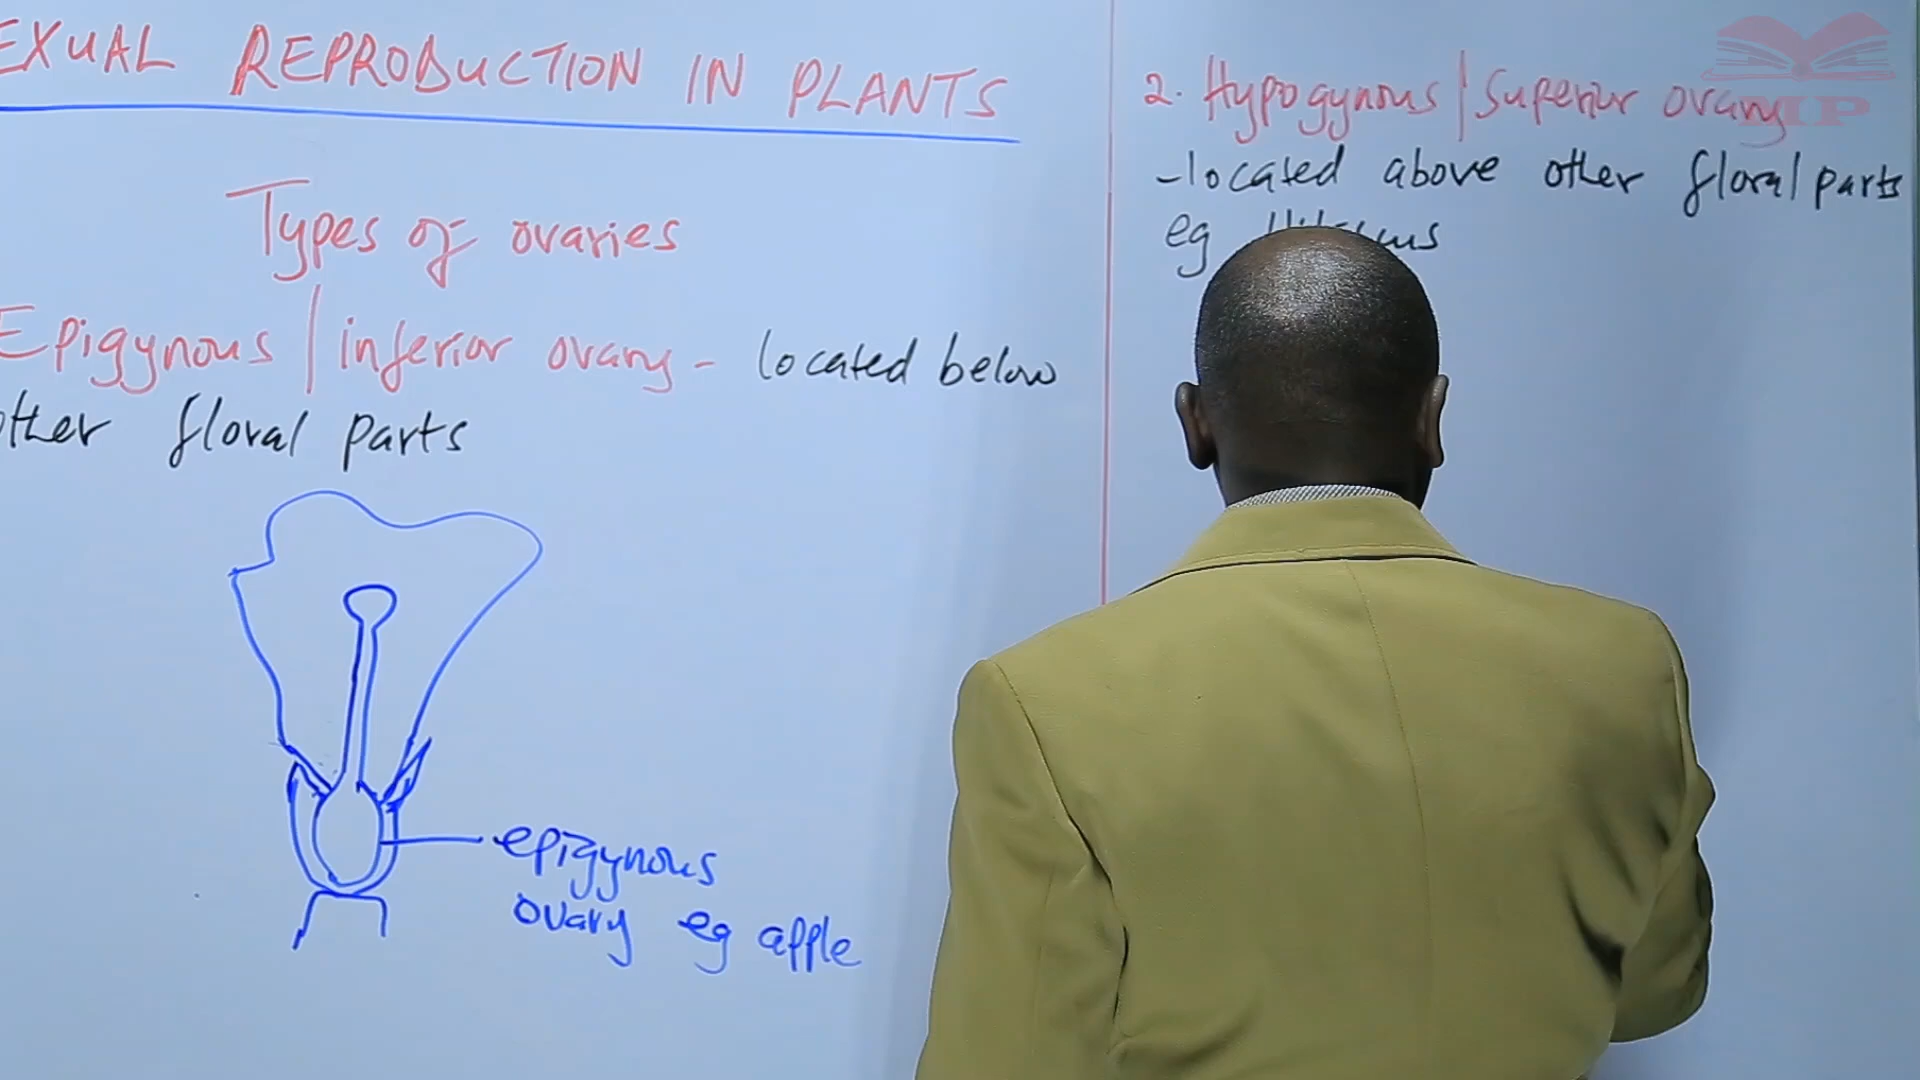 EXUAL REPRODUCTION IN PLANTS
Types of ovaries
Epigynous / inferior ovary - located below
other floral parts
epigynous
ovary eg apple
2. Hypogynous / Superior ovary
- located above other floral parts
eg
MP